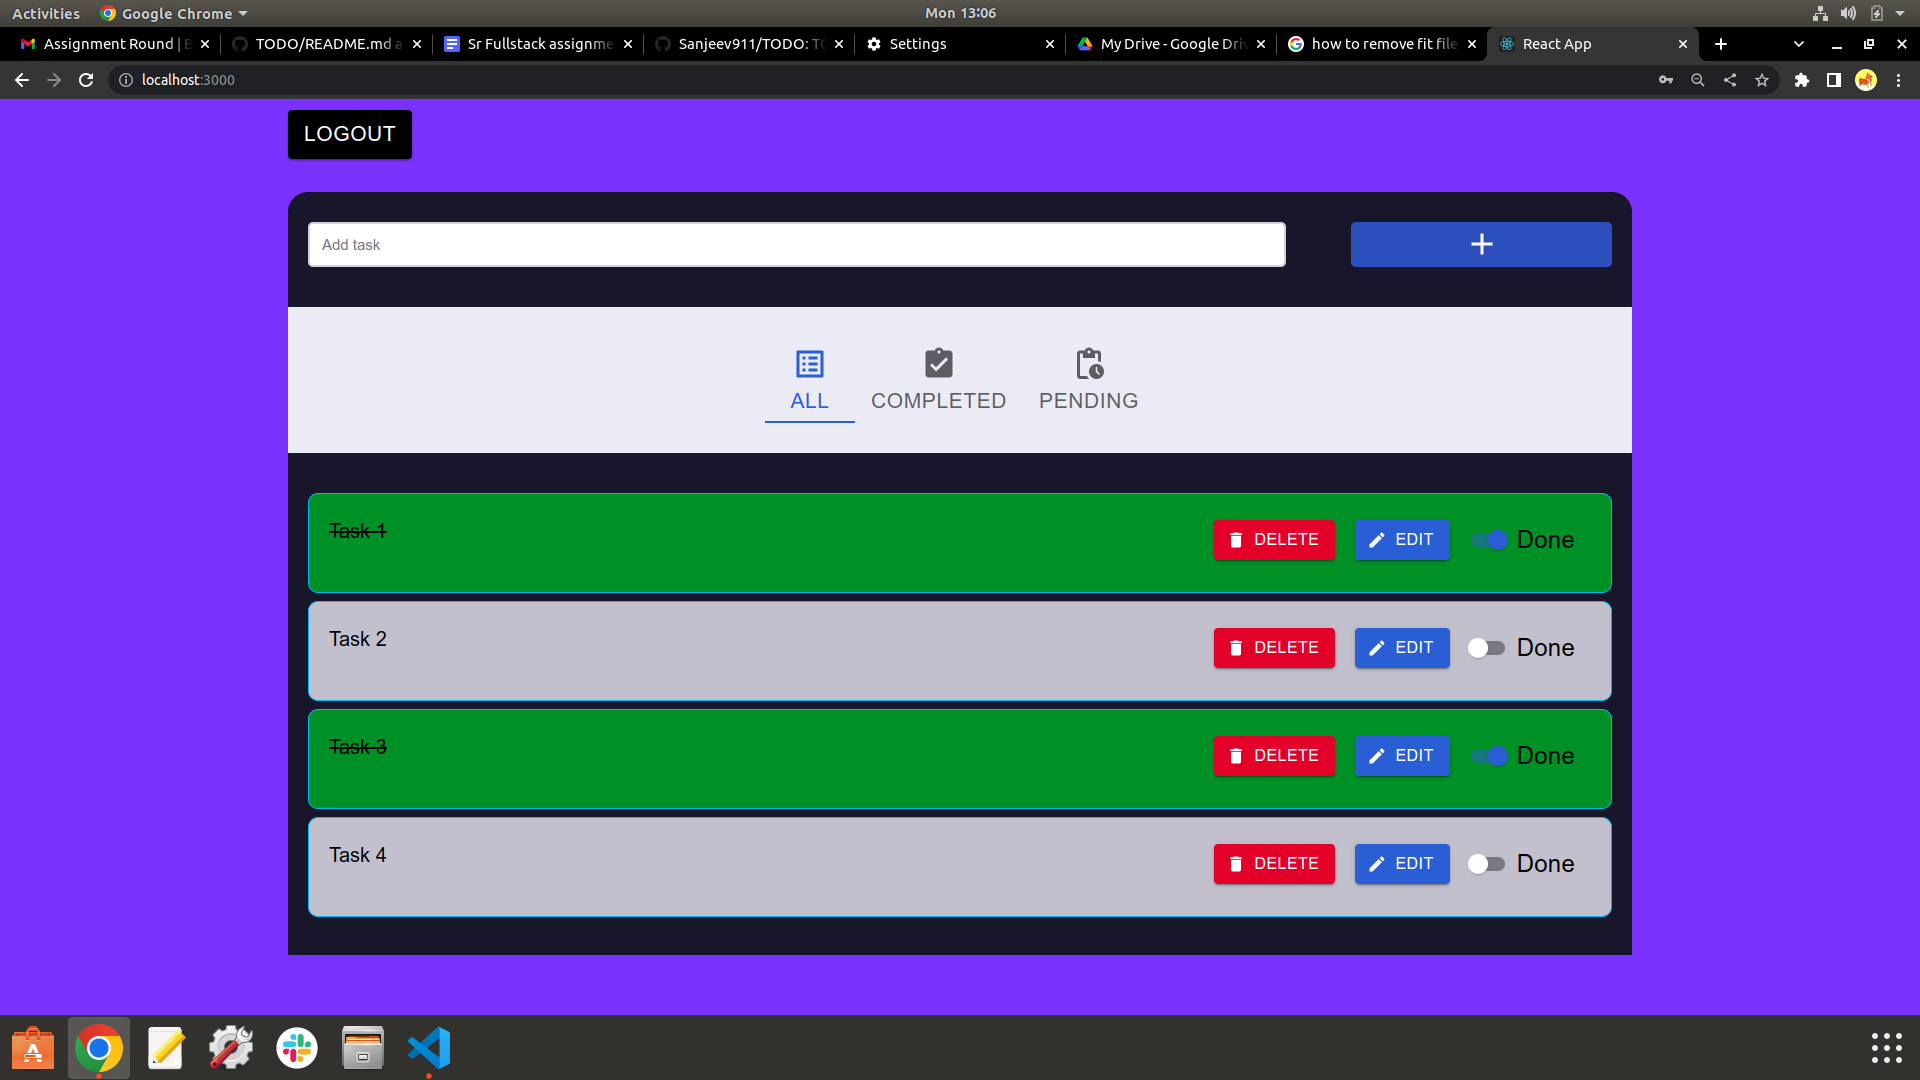 Activities Google Chrome Mon 13:06
Assignment Round | TODO/README.md Sr Fullstack assignme Sanjeev911/TODO: Settings My Drive - Google how to remove fit file React App
localhost:3000
LOGOUT
Add task
ALL COMPLETED PENDING
Task 1 DELETE EDIT Done
Task 2 DELETE EDIT Done
Task 3 DELETE EDIT Done
Task 4 DELETE EDIT Done